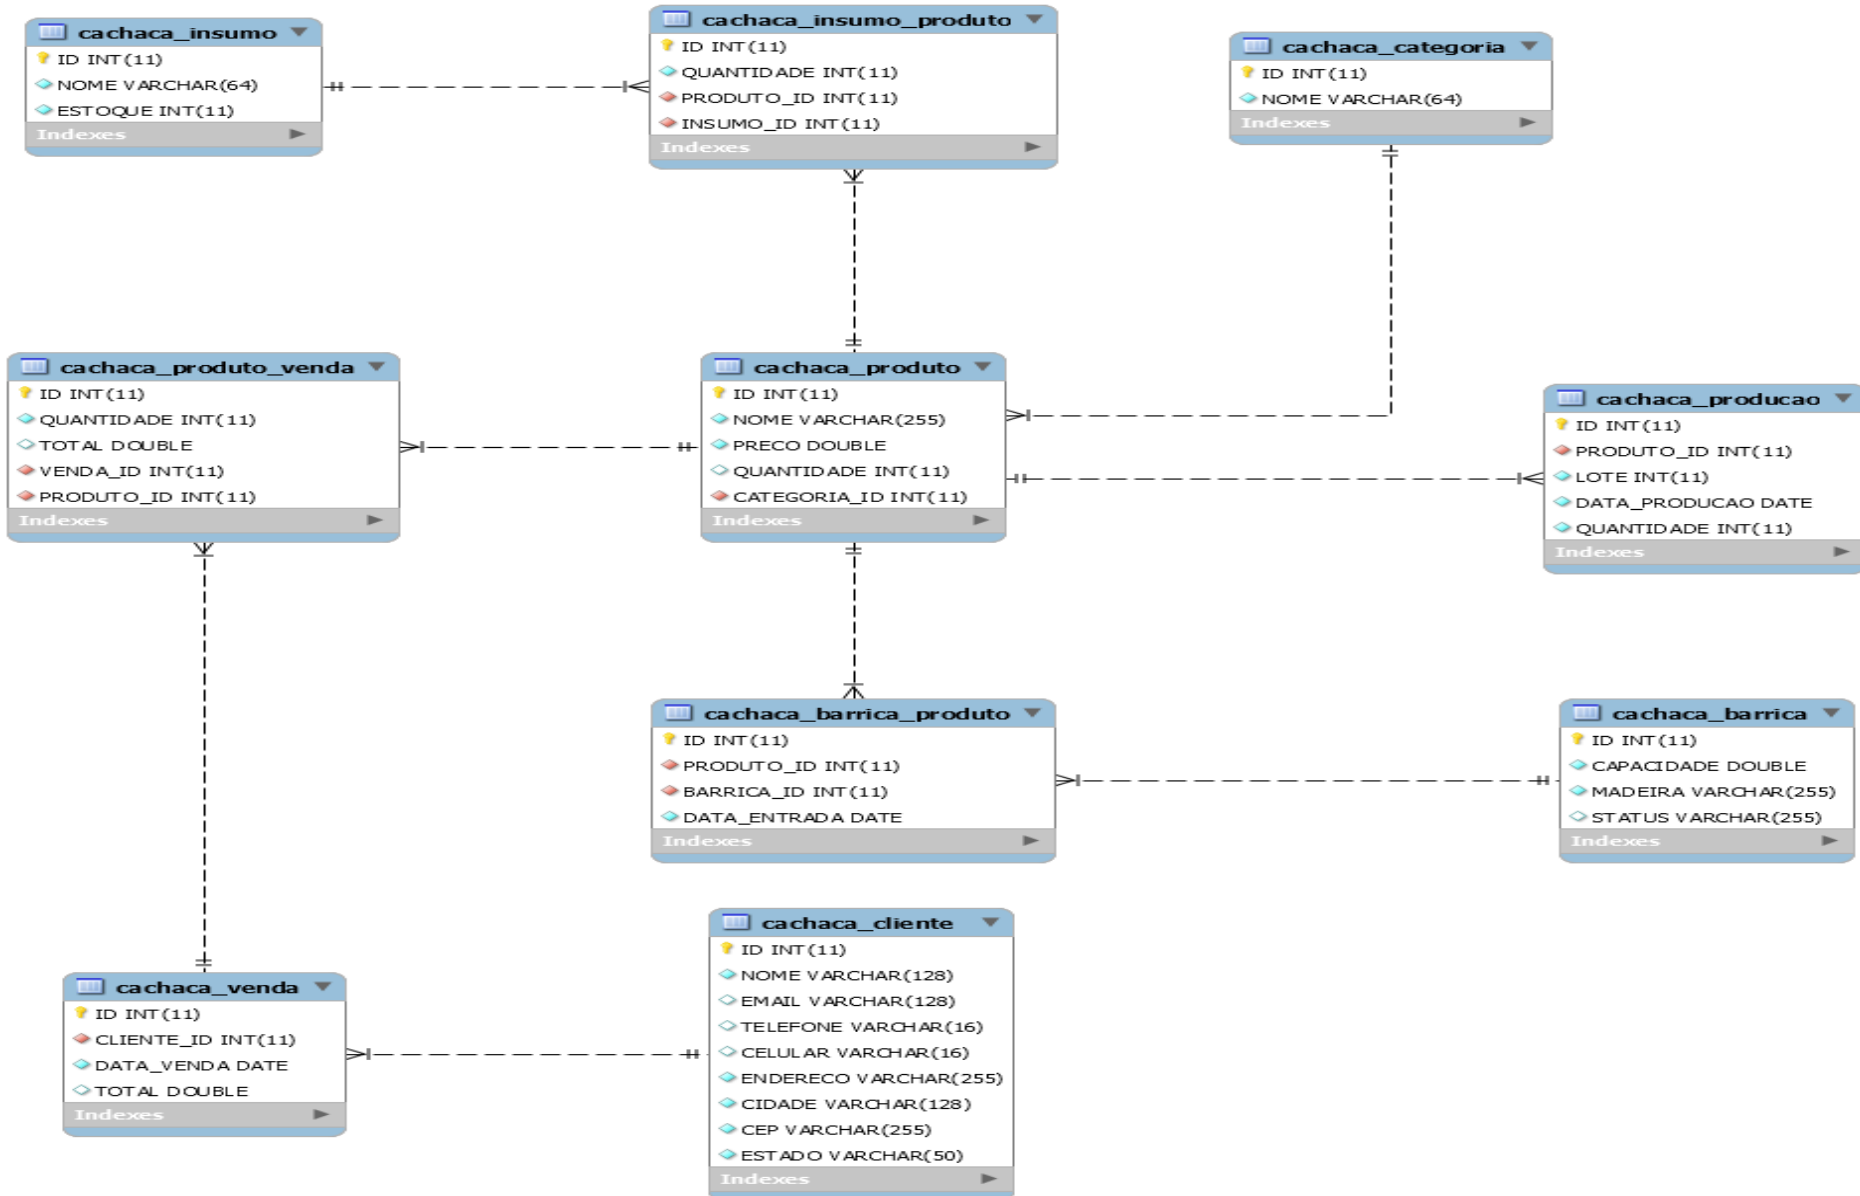 cachaca_insumo
ID INT(11)
NOME VARCHAR(64)
ESTOQUE INT(11)
Indexes
cachaca_insumo_produto
ID INT(11)
QUANTIDADE INT(11)
PRODUTO_ID INT(11)
INSUMO_ID INT(11)
Indexes
cachaca_categoria
ID INT(11)
NOME VARCHAR(64)
Indexes
cachaca_produto_venda
ID INT(11)
QUANTIDADE INT(11)
TOTAL DOUBLE
VENDA_ID INT(11)
PRODUTO_ID INT(11)
Indexes
cachaca_produto
ID INT(11)
NOME VARCHAR(255)
PRECO DOUBLE
QUANTIDADE INT(11)
CATEGORIA_ID INT(11)
Indexes
cachaca_producao
ID INT(11)
PRODUTO_ID INT(11)
LOTE INT(11)
DATA_PRODUCAO DATE
QUANTIDADE INT(11)
Indexes
cachaca_barrica_produto
ID INT(11)
PRODUTO_ID INT(11)
BARRICA_ID INT(11)
DATA_ENTRADA DATE
Indexes
cachaca_barrica
ID INT(11)
CAPACIDADE DOUBLE
MADEIRA VARCHAR(255)
STATUS VARCHAR(255)
Indexes
cachaca_venda
ID INT(11)
CLIENTE_ID INT(11)
DATA_VENDA DATE
TOTAL DOUBLE
Indexes
cachaca_cliente
ID INT(11)
NOME VARCHAR(128)
EMAIL VARCHAR(128)
TELEFONE VARCHAR(16)
CELULAR VARCHAR(16)
ENDERECO VARCHAR(255)
CIDADE VARCHAR(128)
CEP VARCHAR(255)
ESTADO VARCHAR(50)
Indexes